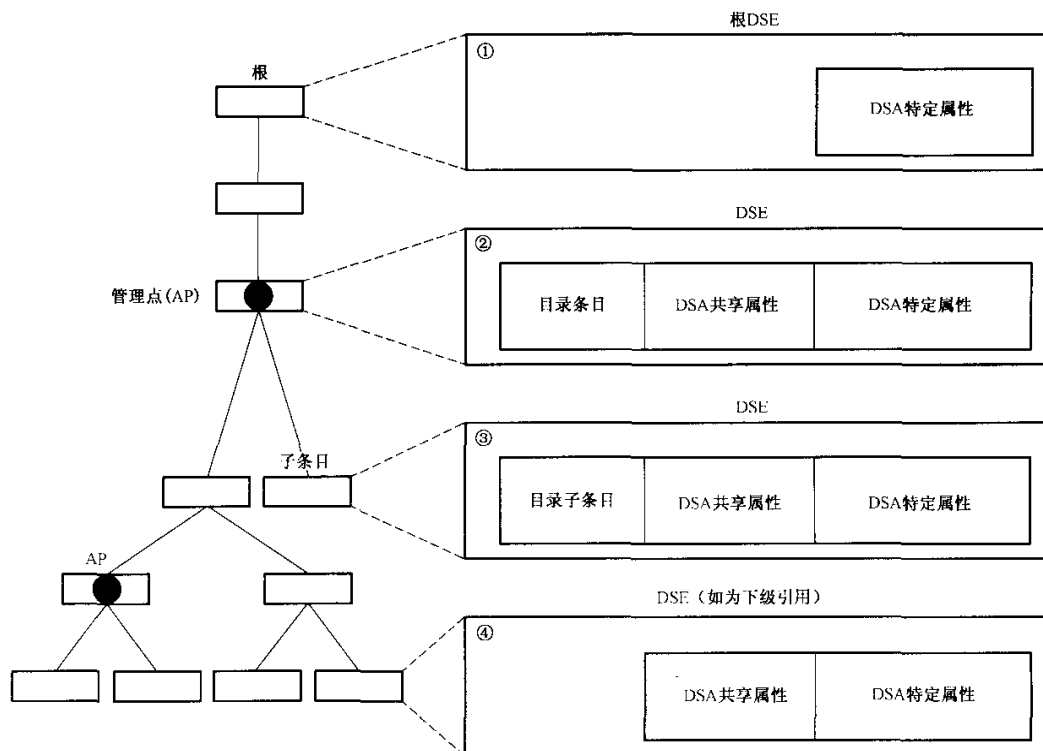 根DSE
①
根
DSA特定属性
DSE
②
管理点(AP)
目录条目
DSA共享属性
DSA特定属性
DSE
③
子条目
目录子条目
DSA共享属性
DSA特定属性
AP
DSE（如为下级引用）
④
DSA共享属性
DSA特定属性